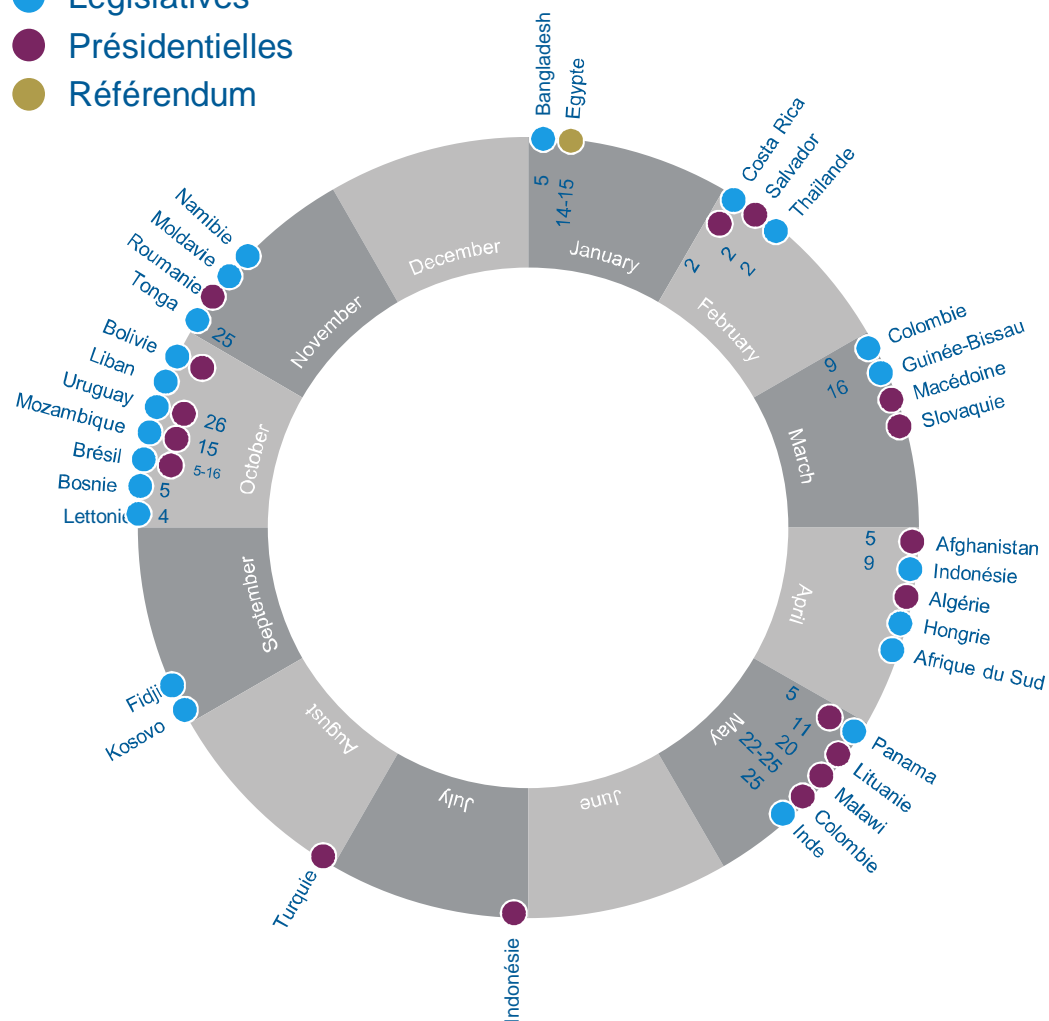 Législatives
Présidentielles
Référendum
Bangladesh
Egypte
5
14-15
January
Costa Rica
Salvador
Thaïlande
2
2
2
February
Colombie
Guinée-Bissau
Macédoine
Slovaquie
9
16
March
Afghanistan
Indonésie
Algérie
Hongrie
Afrique du Sud
5
9
April
Panama
Lituanie
Malawi
Colombie
Inde
5
11
20
22-25
25
May
June
Indonésie
July
Turquie
August
Kosovo
Fidji
September
Lettonie
Bosnie
Brésil
Mozambique
Uruguay
Liban
Bolivie
4
5
5-16
15
26
October
Tonga
Roumanie
Moldavie
Namibie
25
November
December